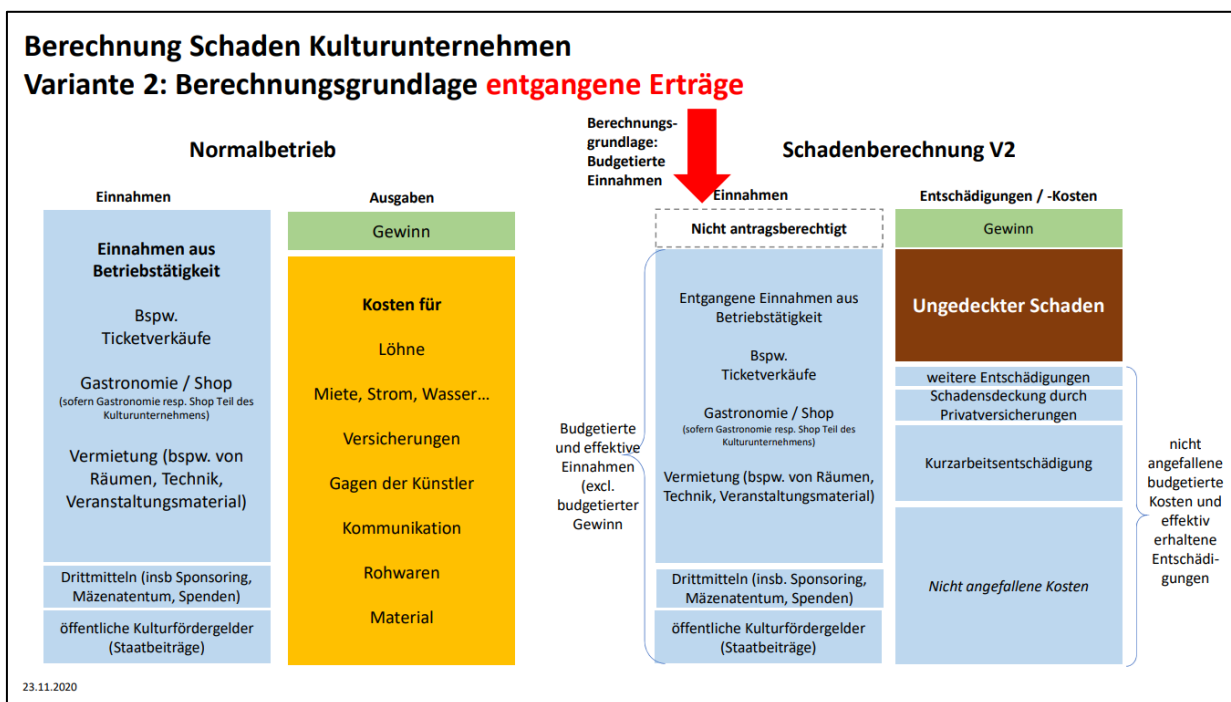 Berechnung Schaden Kulturunternehmen
Variante 2: Berechnungsgrundlage entgangene Erträge
Normalbetrieb
Einnahmen
Ausgaben
Einnahmen aus
Betriebstätigkeit
Bspw.
Ticketverkäufe
Gastronomie / Shop
(sofern Gastronomie resp. Shop Teil des
Kulturunternehmens)
Vermietung (bspw. von
Räumen, Technik,
Veranstaltungsmaterial)
Drittmitteln (insb Sponsoring,
Mäzenatentum, Spenden)
öffentliche Kulturfördergelder
(Staatbeiträge)
Gewinn
Kosten für
Löhne
Miete, Strom, Wasser…
Versicherungen
Gagen der Künstler
Kommunikation
Rohwaren
Material
Berechnungs-
grundlage:
Budgetierte
Einnahmen
Schadenberechnung V2
Einnahmen
Entschädigungen / -Kosten
Nicht antragsberechtigt
Budgetierte
und effektive
Einnahmen
(excl.
budgetierter
Gewinn
Entgangene Einnahmen aus
Betriebstätigkeit
Bspw.
Ticketverkäufe
Gastronomie / Shop
(sofern Gastronomie resp. Shop Teil des
Kulturunternehmens)
Vermietung (bspw. von Räumen,
Technik, Veranstaltungsmaterial)
Drittmitteln (insb. Sponsoring,
Mäzenatentum, Spenden)
öffentliche Kulturfördergelder
(Staatbeiträge)
Gewinn
Ungedeckter Schaden
weitere Entschädigungen
Schadensdeckung durch
Privatversicherungen
Kurzarbeitsentschädigung
Nicht angefallene Kosten
nicht
angefallene
budgetierte
Kosten und
effektiv
erhaltene
Entschädi-
gungen
23.11.2020